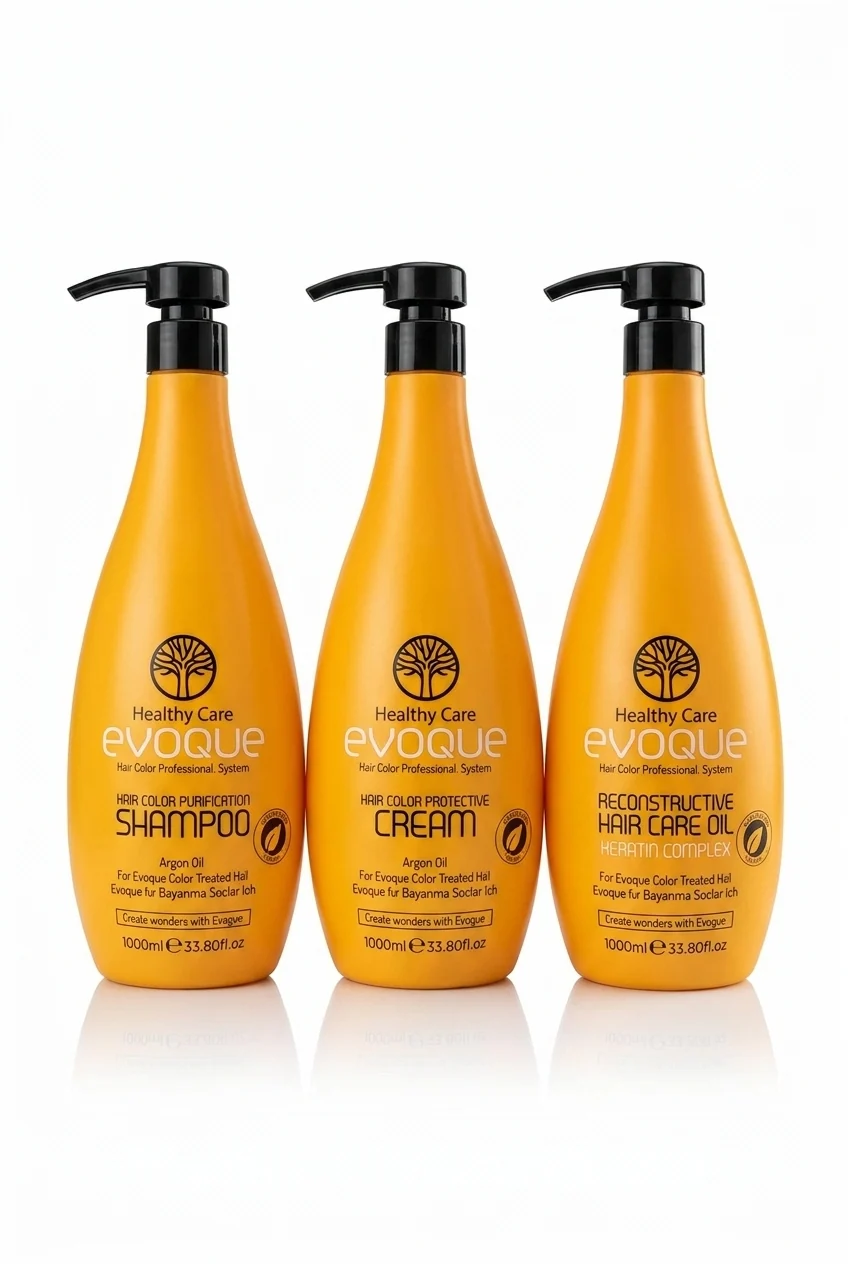 Healthy Care
evoque
Hair Color Professional. System
HAIR COLOR PURIFICATION
SHAMPOO
Argon Oil
For Evoque Color Treated Hal
Evoque fur Bayanma Soclar Ioh
Create wonders with Evague
1000ml ℮ 33.80fl.oz
Healthy Care
evoque
Hair Color Professional. System
HAIR COLOR PROTECTIVE
CREAM
Argon Oil
For Evoque Color Treated Hal
Evoque fur Bayanma Soclar Ich
Create wonders with Evogue
1000ml ℮ 33.80fl.oz
Healthy Care
evoque
Hair Color Professional. System
RECONSTRUCTIVE
HAIR CARE OIL
KERATIN COMPLEX
For Evoque Color Treated Hal
Evoque fur Bayanma Soclar Ich
Create wonders with Evogue
1000ml ℮ 33.80fl.oz